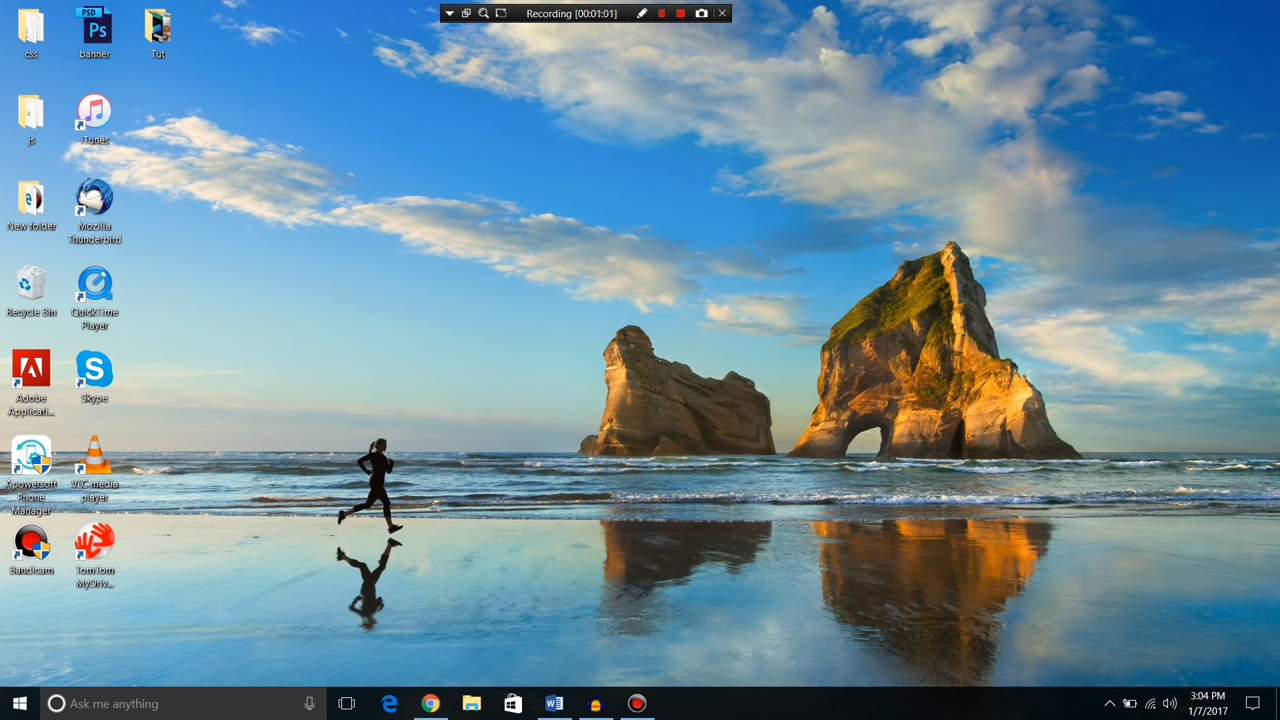 Recording [00:01:01]
css
PSD
Ps
banner
Tut
js
iTunes
New folder
Mozilla
Thunderbird
Recycle Bin
QuickTime
Player
Adobe
Applicati...
Skype
Apowersoft
Phone
Manager
VLC media
player
Bandicam
TomTom
MyDriv...
Ask me anything
3:04 PM
1/7/2017